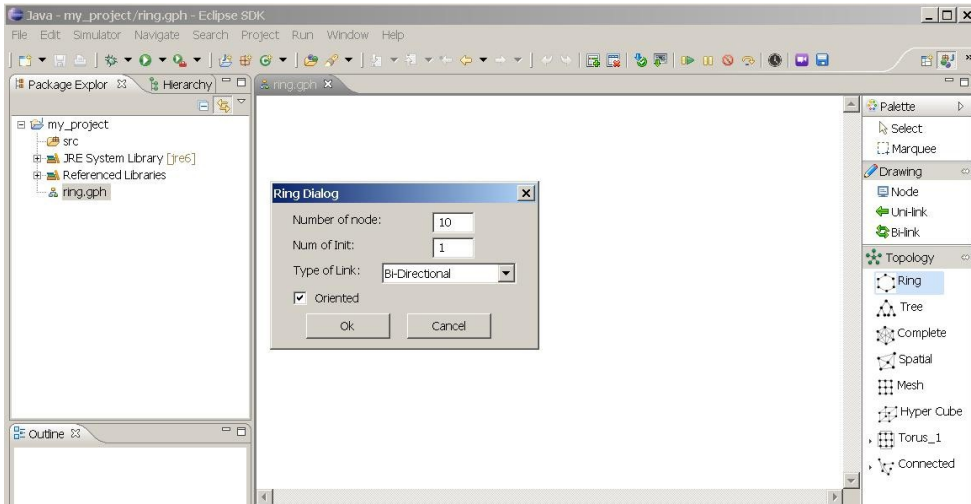 Java - my_project/ring.gph - Eclipse SDK
File Edit Simulator Navigate Search Project Run Window Help
Package Explor
Hierarchy
ring.gph
my_project
src
JRE System Library [jre6]
Referenced Libraries
ring.gph
Outline
Ring Dialog
Number of node: 10
Num of Init: 1
Type of Link: Bi-Directional
Oriented
Ok Cancel
Palette
Select
Marquee
Drawing
Node
Uni-link
Bi-link
Topology
Ring
Tree
Complete
Spatial
Mesh
Hyper Cube
Torus_1
Connected